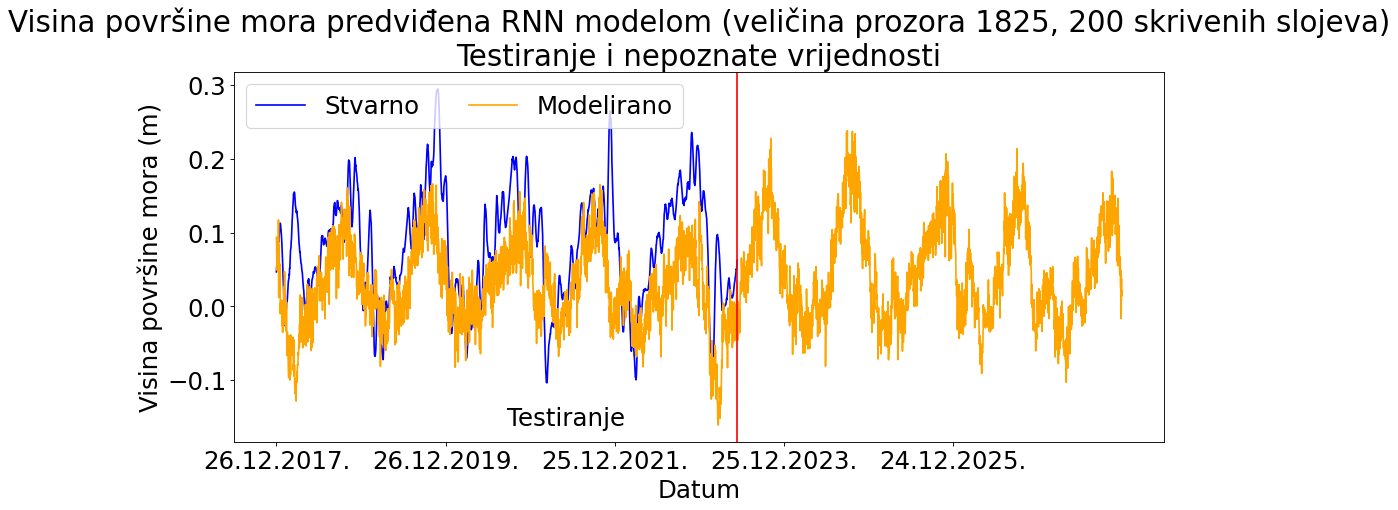 Visina površine mora predviđena RNN modelom (veličina prozora 1825, 200 skrivenih slojeva)
Testiranje i nepoznate vrijednosti
Stvarno
Modelirano
0.3
0.2
0.1
0.0
−0.1
Visina površine mora (m)
Testiranje
26.12.2017.
26.12.2019.
25.12.2021.
25.12.2023.
24.12.2025.
Datum